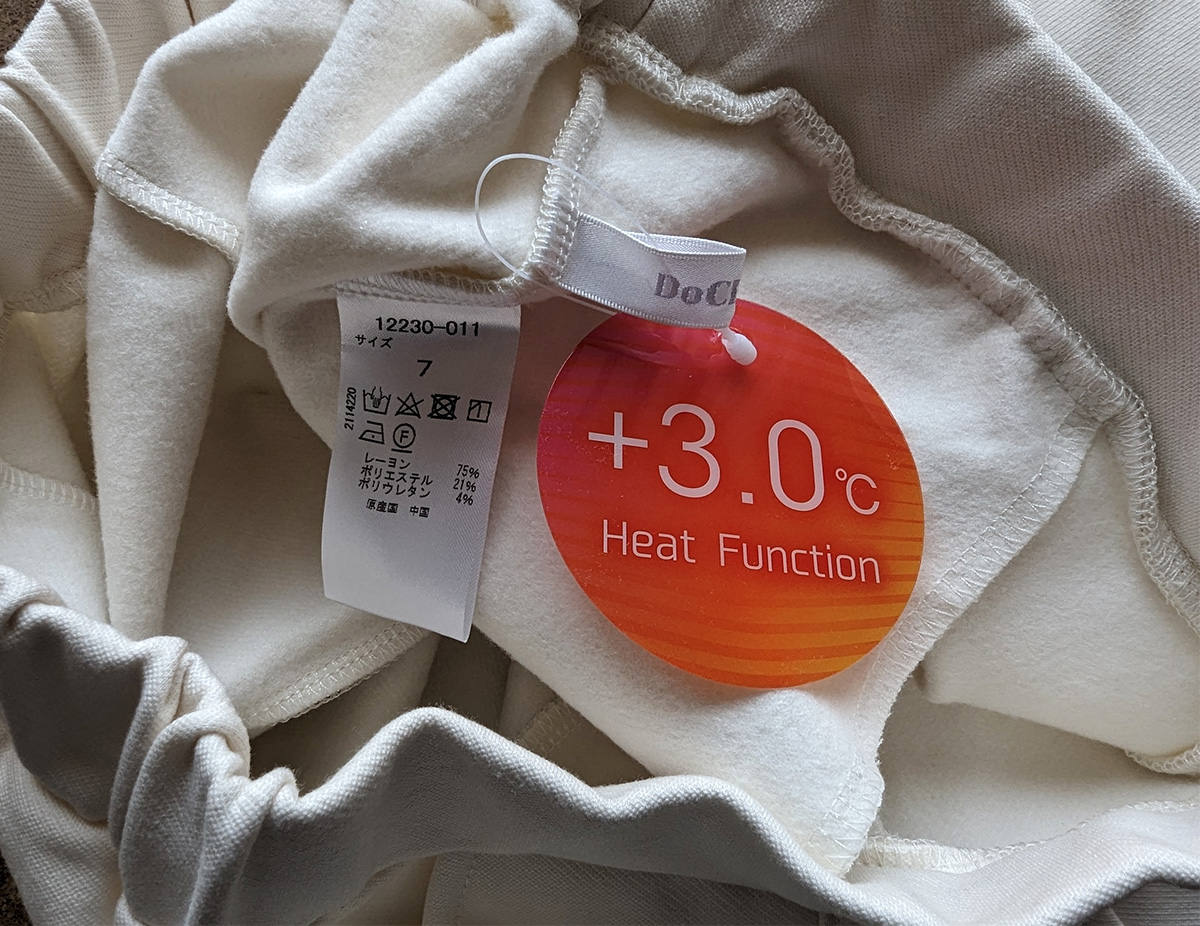 12230-011
サイズ
7
2114220
F
レーヨン 75%
ポリエステル 21%
ポリウレタン 4%
原産国 中国
DoCL
+3.0℃
Heat Function